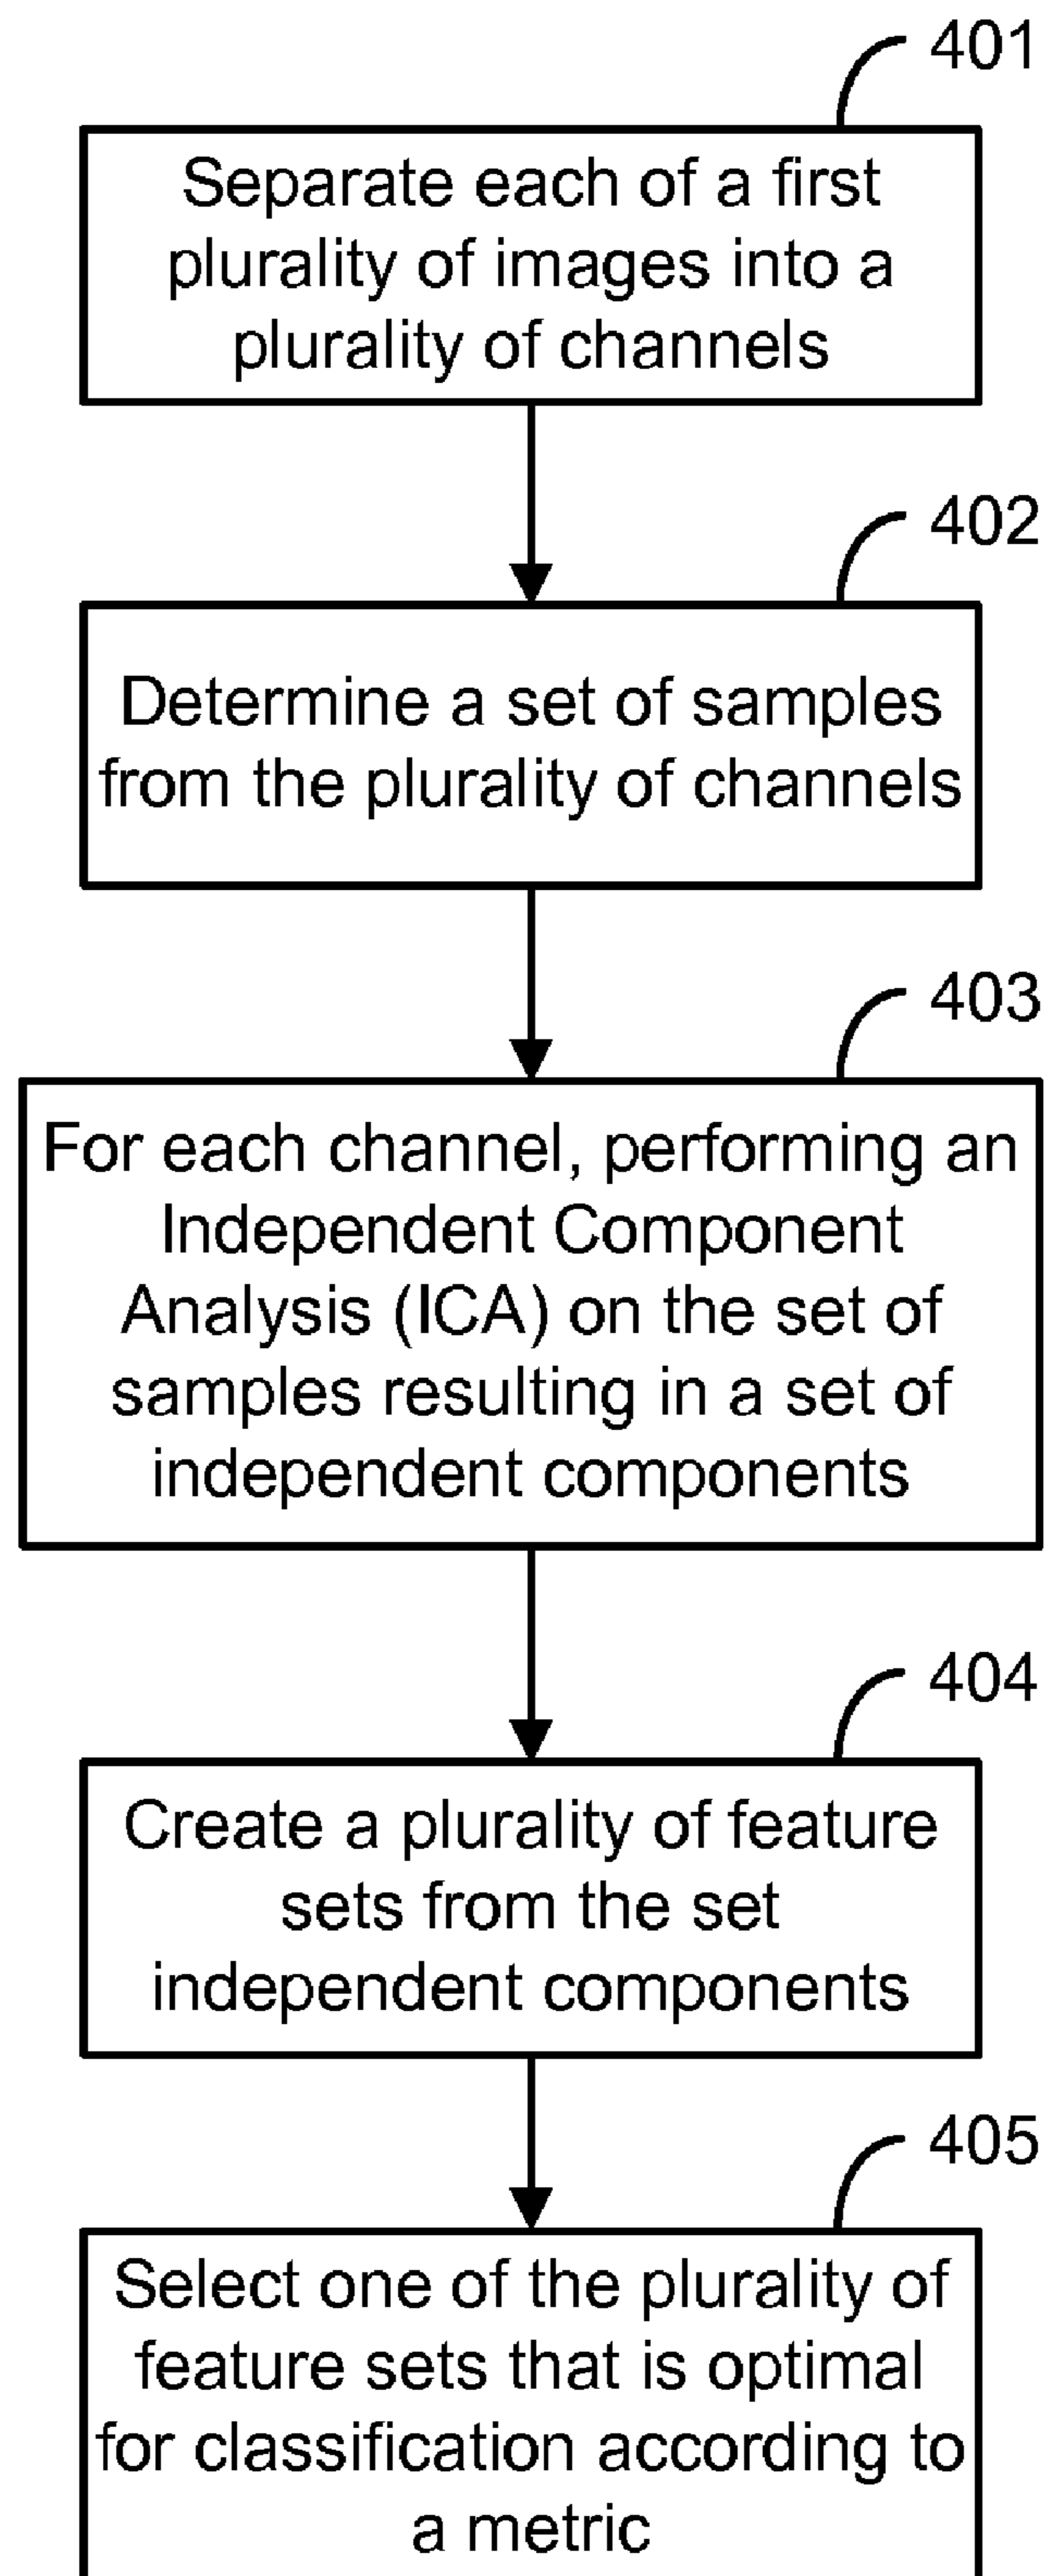 401
Separate each of a first
plurality of images into a
plurality of channels
402
Determine a set of samples
from the plurality of channels
403
For each channel, performing an
Independent Component
Analysis (ICA) on the set of
samples resulting in a set of
independent components
404
Create a plurality of feature
sets from the set
independent components
405
Select one of the plurality of
feature sets that is optimal
for classification according to
a metric